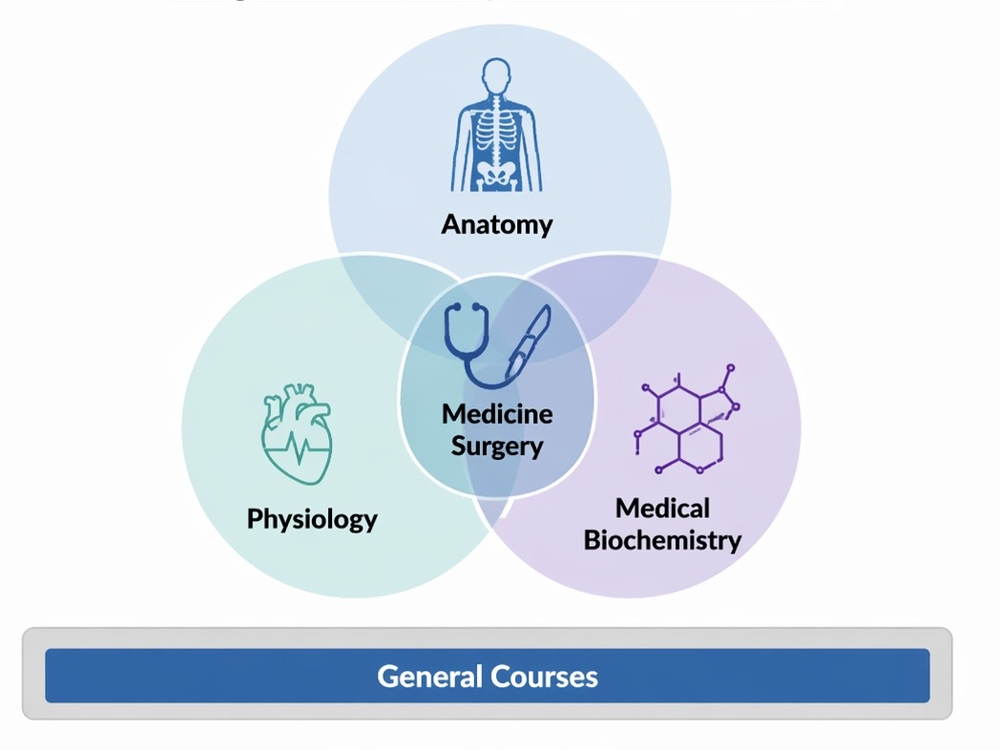 Anatomy
Medicine
Surgery
Physiology
Medical
Biochemistry
General Courses